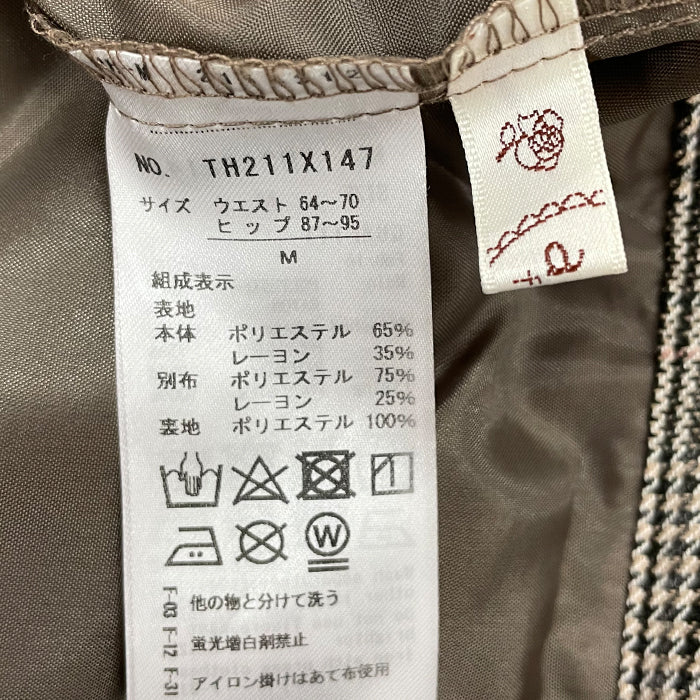 NO. TH211X147
サイズ ウエスト 64～70
ヒップ 87～95
M
組成表示
表地
本体 ポリエステル 65%
レーヨン 35%
別布 ポリエステル 75%
レーヨン 25%
裏地 ポリエステル 100%
W
F-03 他の物と分けて洗う
F-12 蛍光増白剤禁止
F-31 アイロン掛けはあて布使用